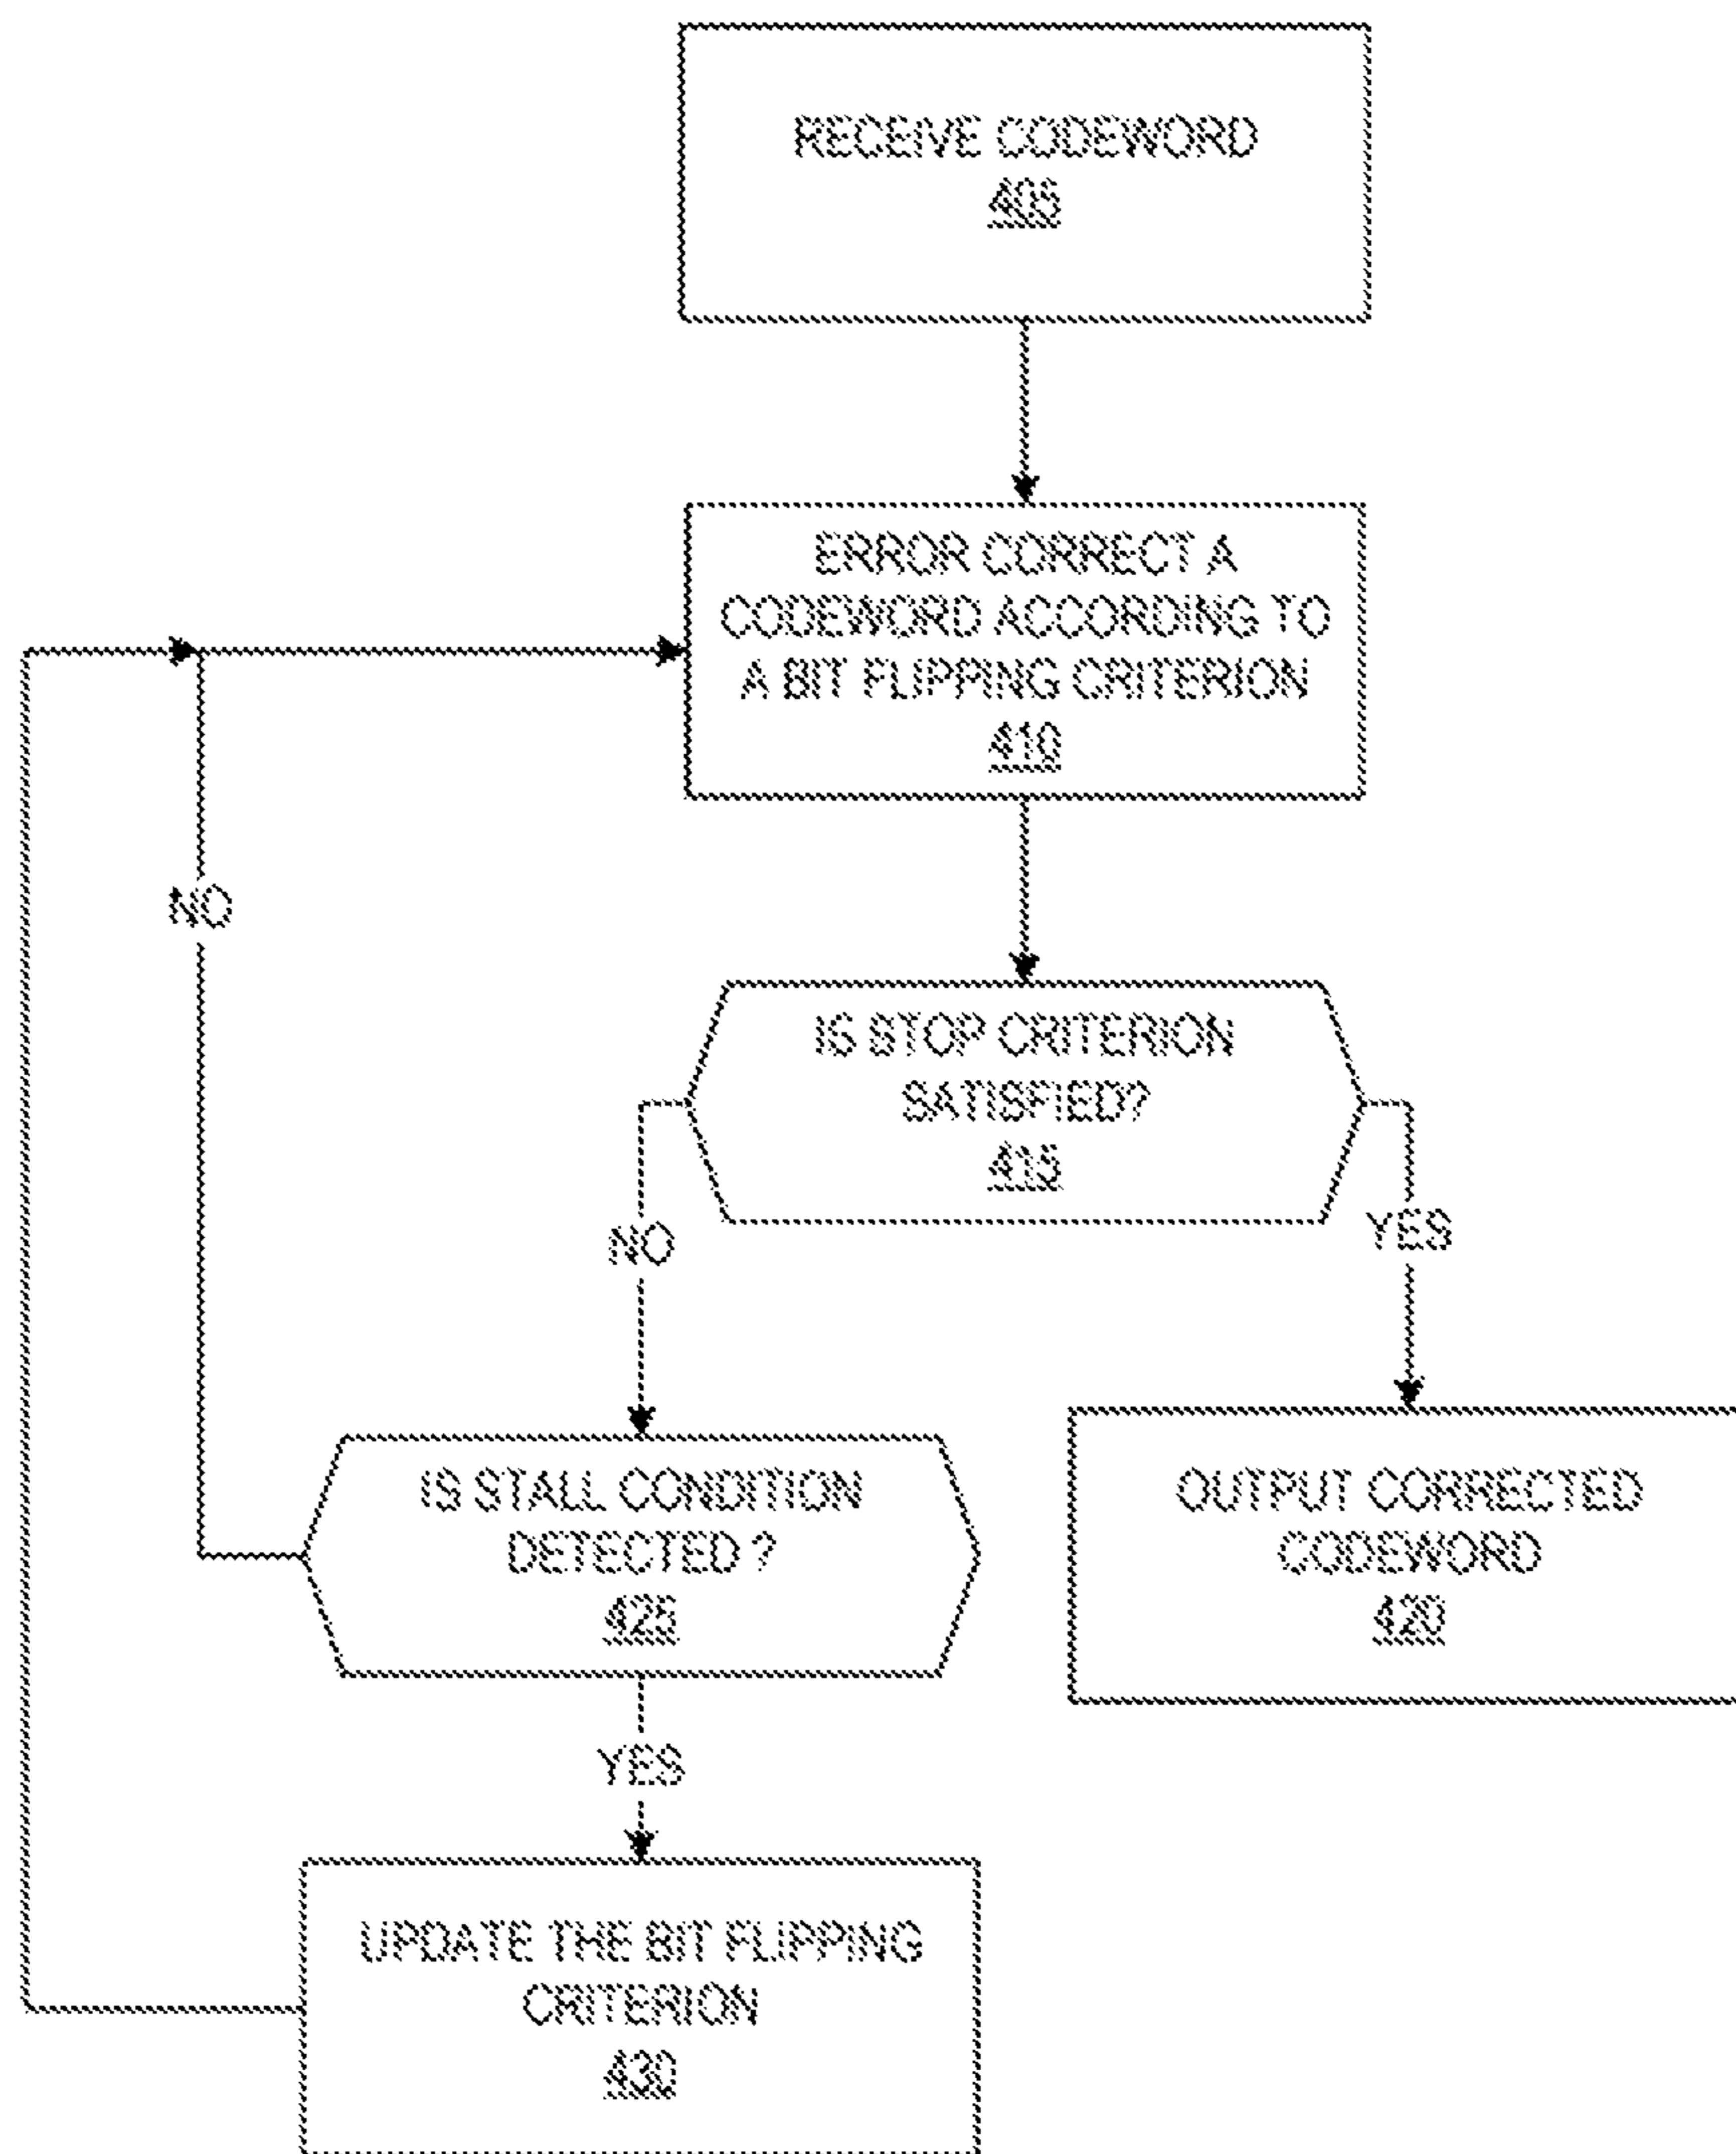 RECEIVE CODEWORD
405
ERROR CORRECT A
CODEWORD ACCORDING TO
A BIT FLIPPING CRITERION
410
NO
IS STOP CRITERION
SATISFIED?
415
NO
YES
IS STALL CONDITION
DETECTED ?
425
OUTPUT CORRECTED
CODEWORD
420
YES
UPDATE THE BIT FLIPPING
CRITERION
430